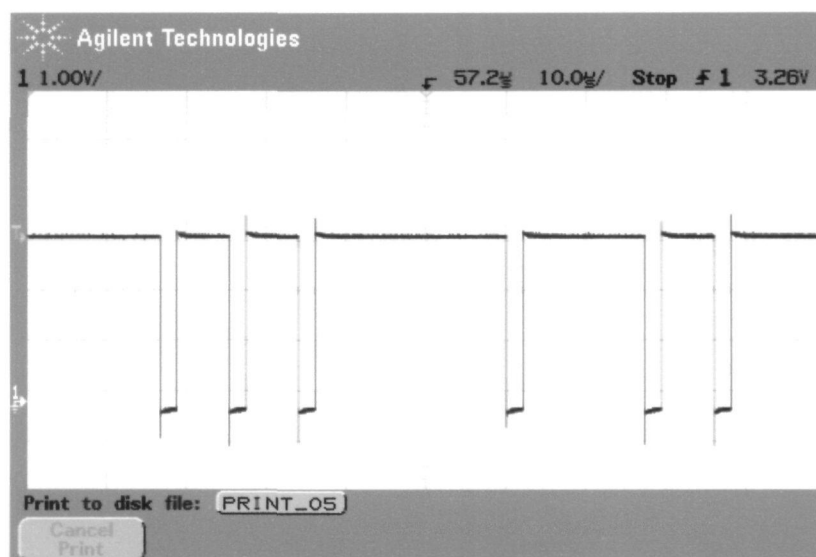 Agilent Technologies
1 1.00V/ 57.2 10.0 / Stop 1 3.26V
1
Print to disk file: PRINT_05
Cancel
Print